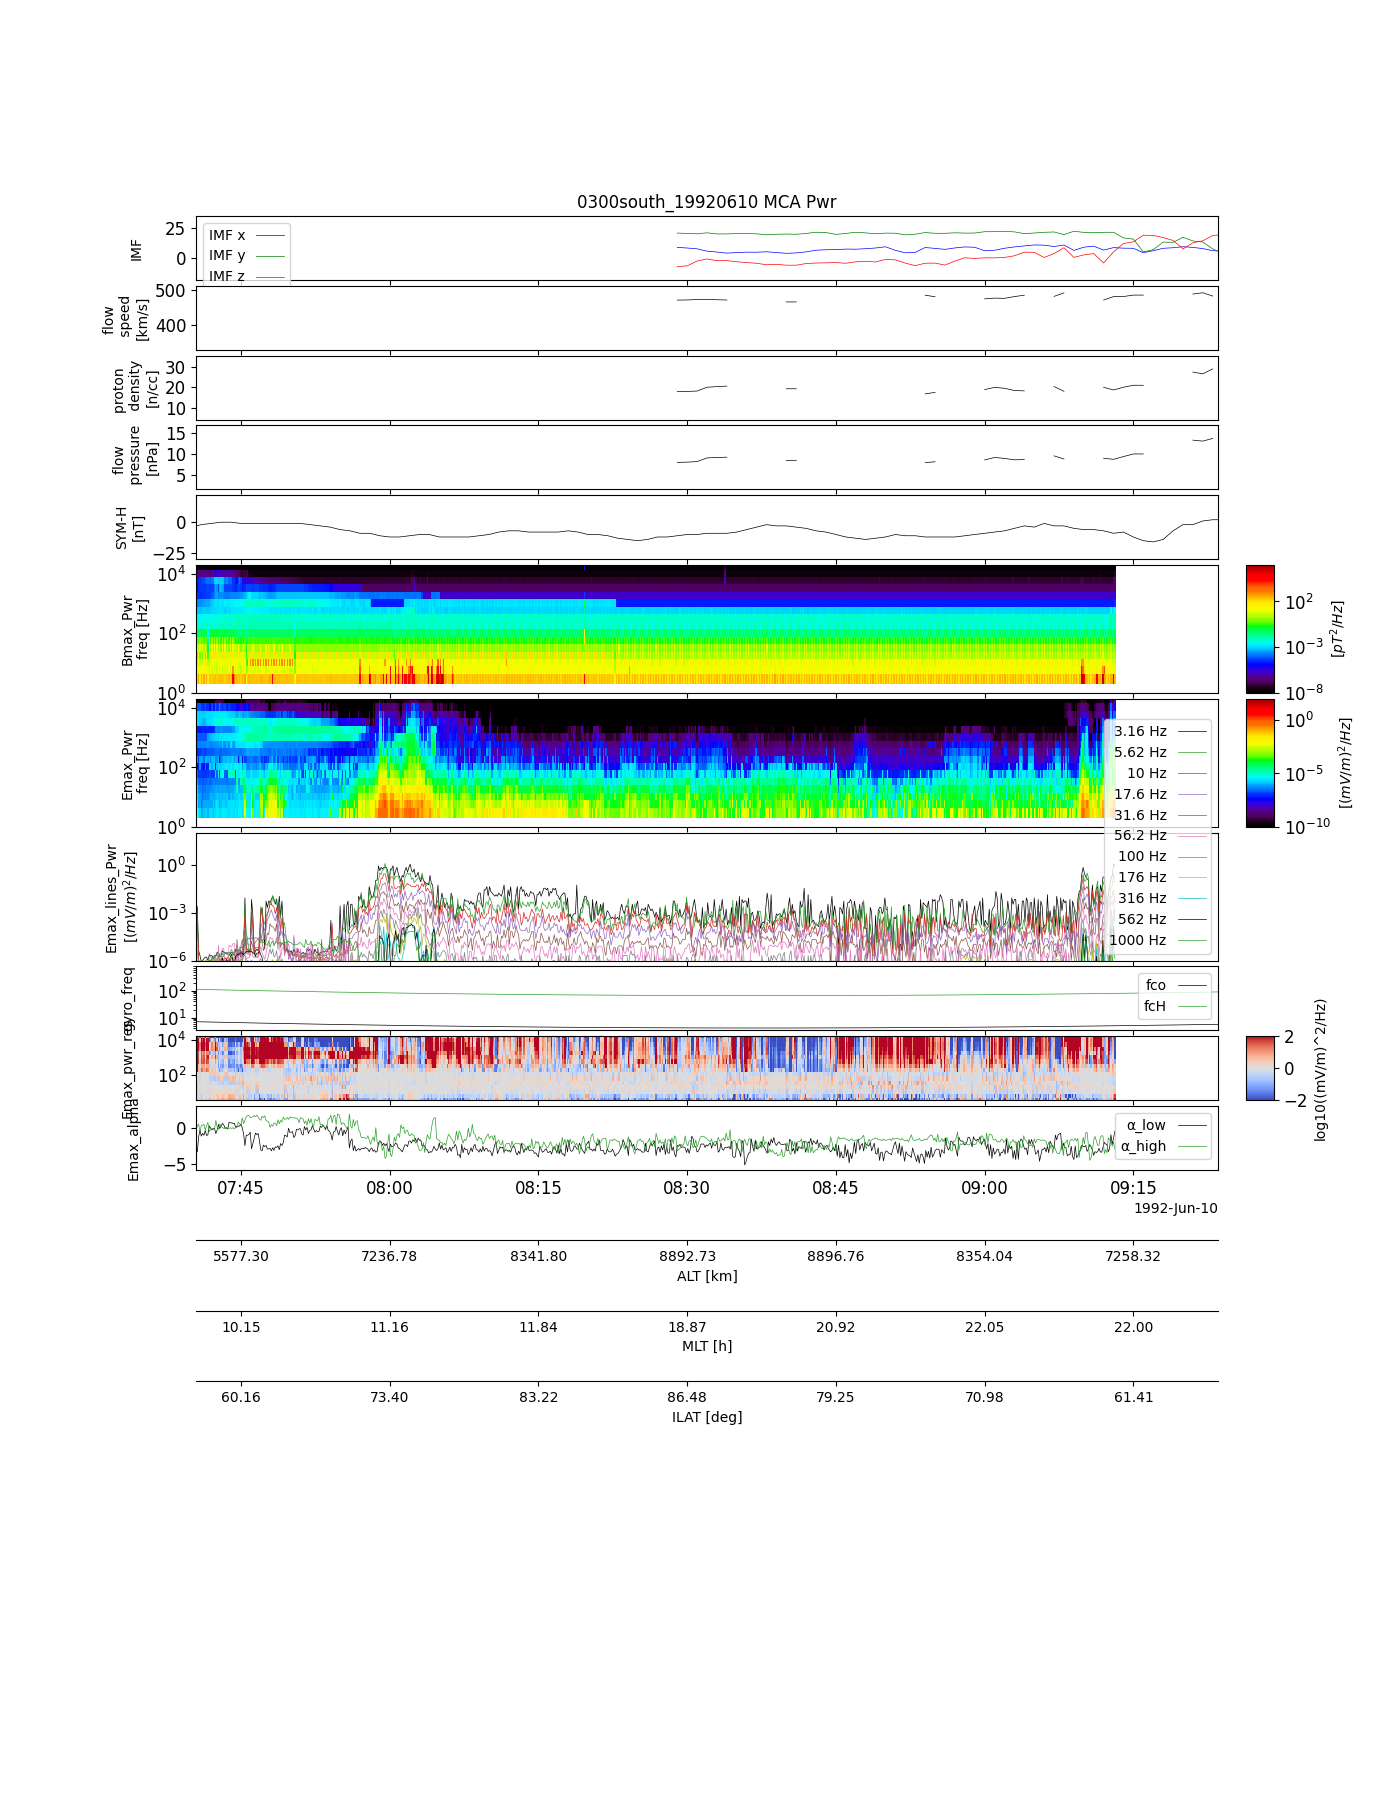 0300south_19920610 MCA Pwr
IMF
25
0
IMF x
IMF y
IMF z
flow
speed
[km/s]
500
400
proton
density
[n/cc]
30
20
10
flow
pressure
[nPa]
15
10
5
SYM-H
[nT]
0
−25
Bmax_Pwr
freq [Hz]
10^4
10^2
10^0
10^2
10^−3
10^−8
[pT^2/Hz]
Emax_Pwr
freq [Hz]
10^4
10^2
10^0
10^0
10^−5
10^−10
[(mV/m)^2/Hz]
3.16 Hz
5.62 Hz
10 Hz
17.6 Hz
31.6 Hz
56.2 Hz
100 Hz
176 Hz
316 Hz
562 Hz
1000 Hz
Emax_lines_Pwr
[(mV/m)^2/Hz]
10^0
10^−3
10^−6
gyro_freq
10^2
10^1
fco
fcH
Emax_pwr_reg
10^4
10^2
2
0
−2
log10((mV/m)^2/Hz)
Emax_alpha
0
−5
α_low
α_high
07:45 08:00 08:15 08:30 08:45 09:00 09:15
1992-Jun-10
5577.30 7236.78 8341.80 8892.73 8896.76 8354.04 7258.32
ALT [km]
10.15 11.16 11.84 18.87 20.92 22.05 22.00
MLT [h]
60.16 73.40 83.22 86.48 79.25 70.98 61.41
ILAT [deg]